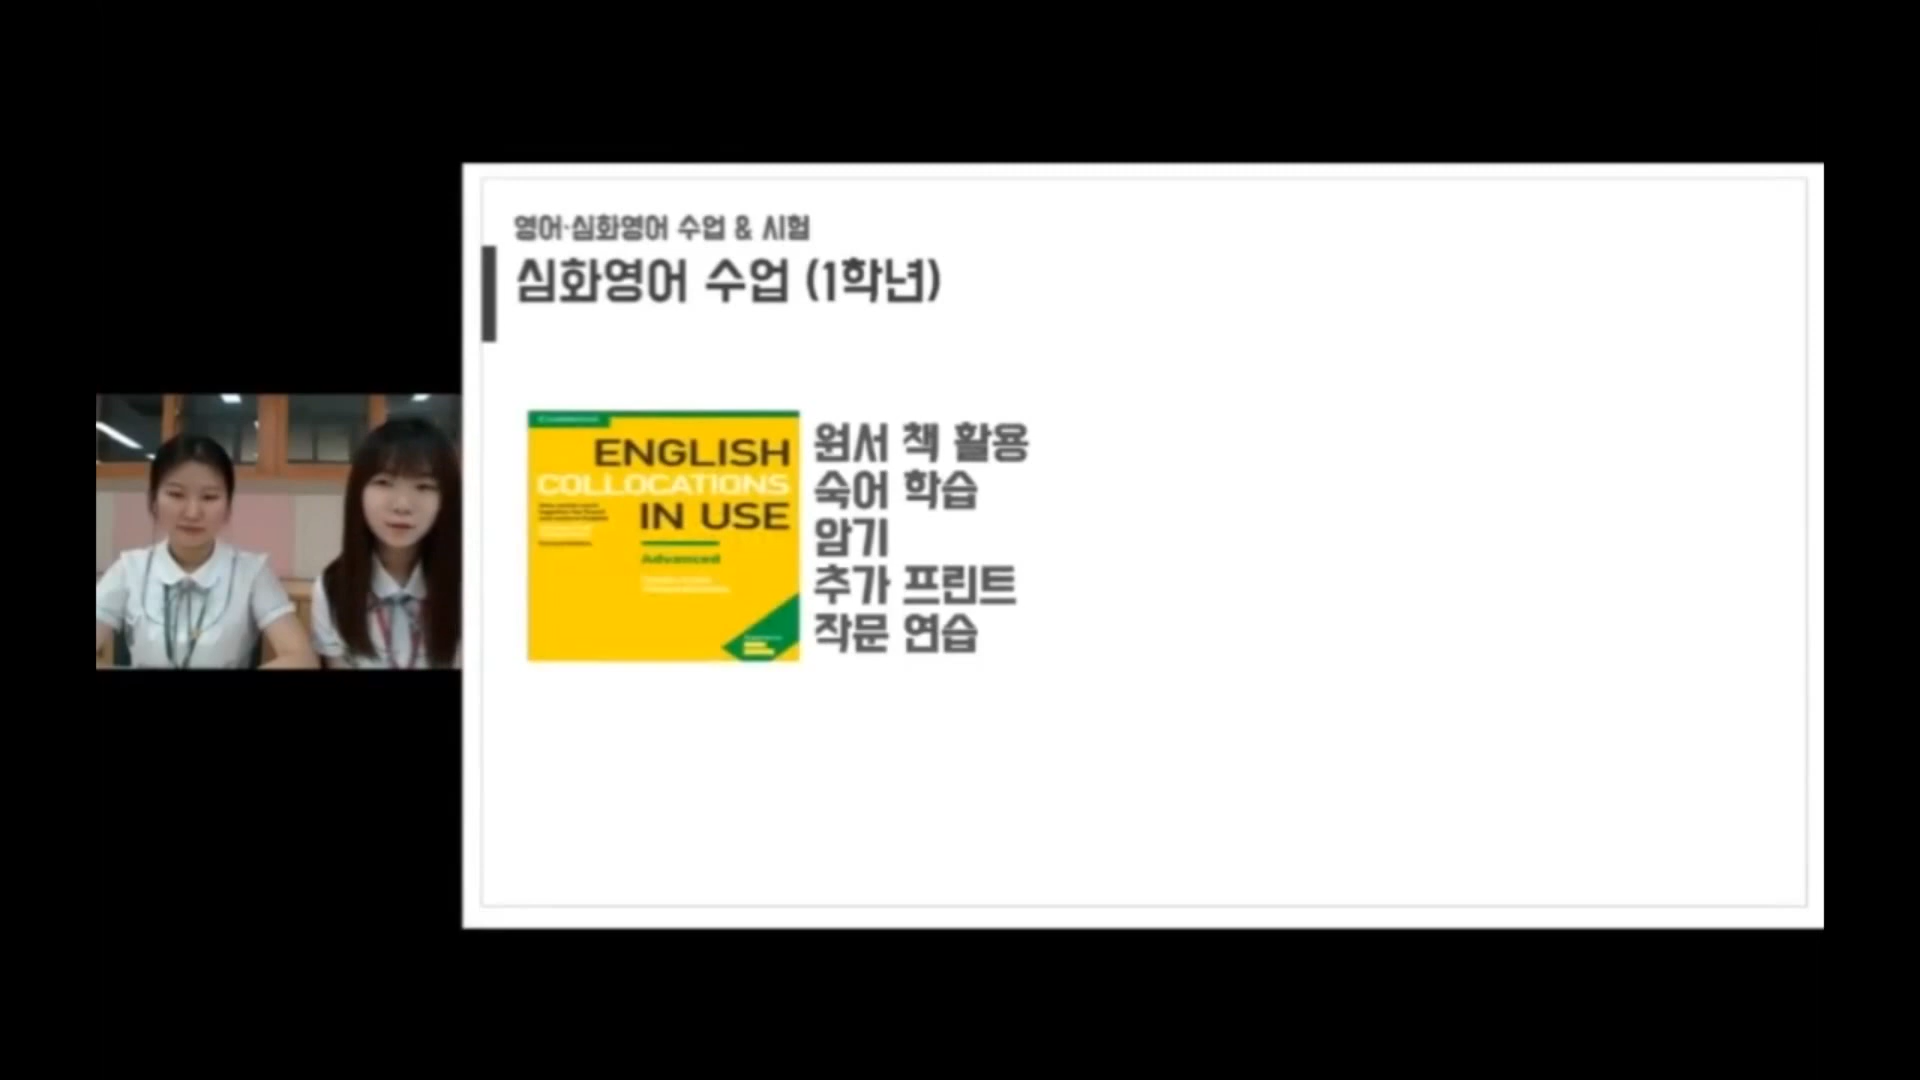 영어·심화영어 수업 & 시험
심화영어 수업 (1학년)
ENGLISH
COLLOCATIONS
IN USE
Advanced
원서 책 활용
숙어 학습
암기
추가 프린트
작문 연습